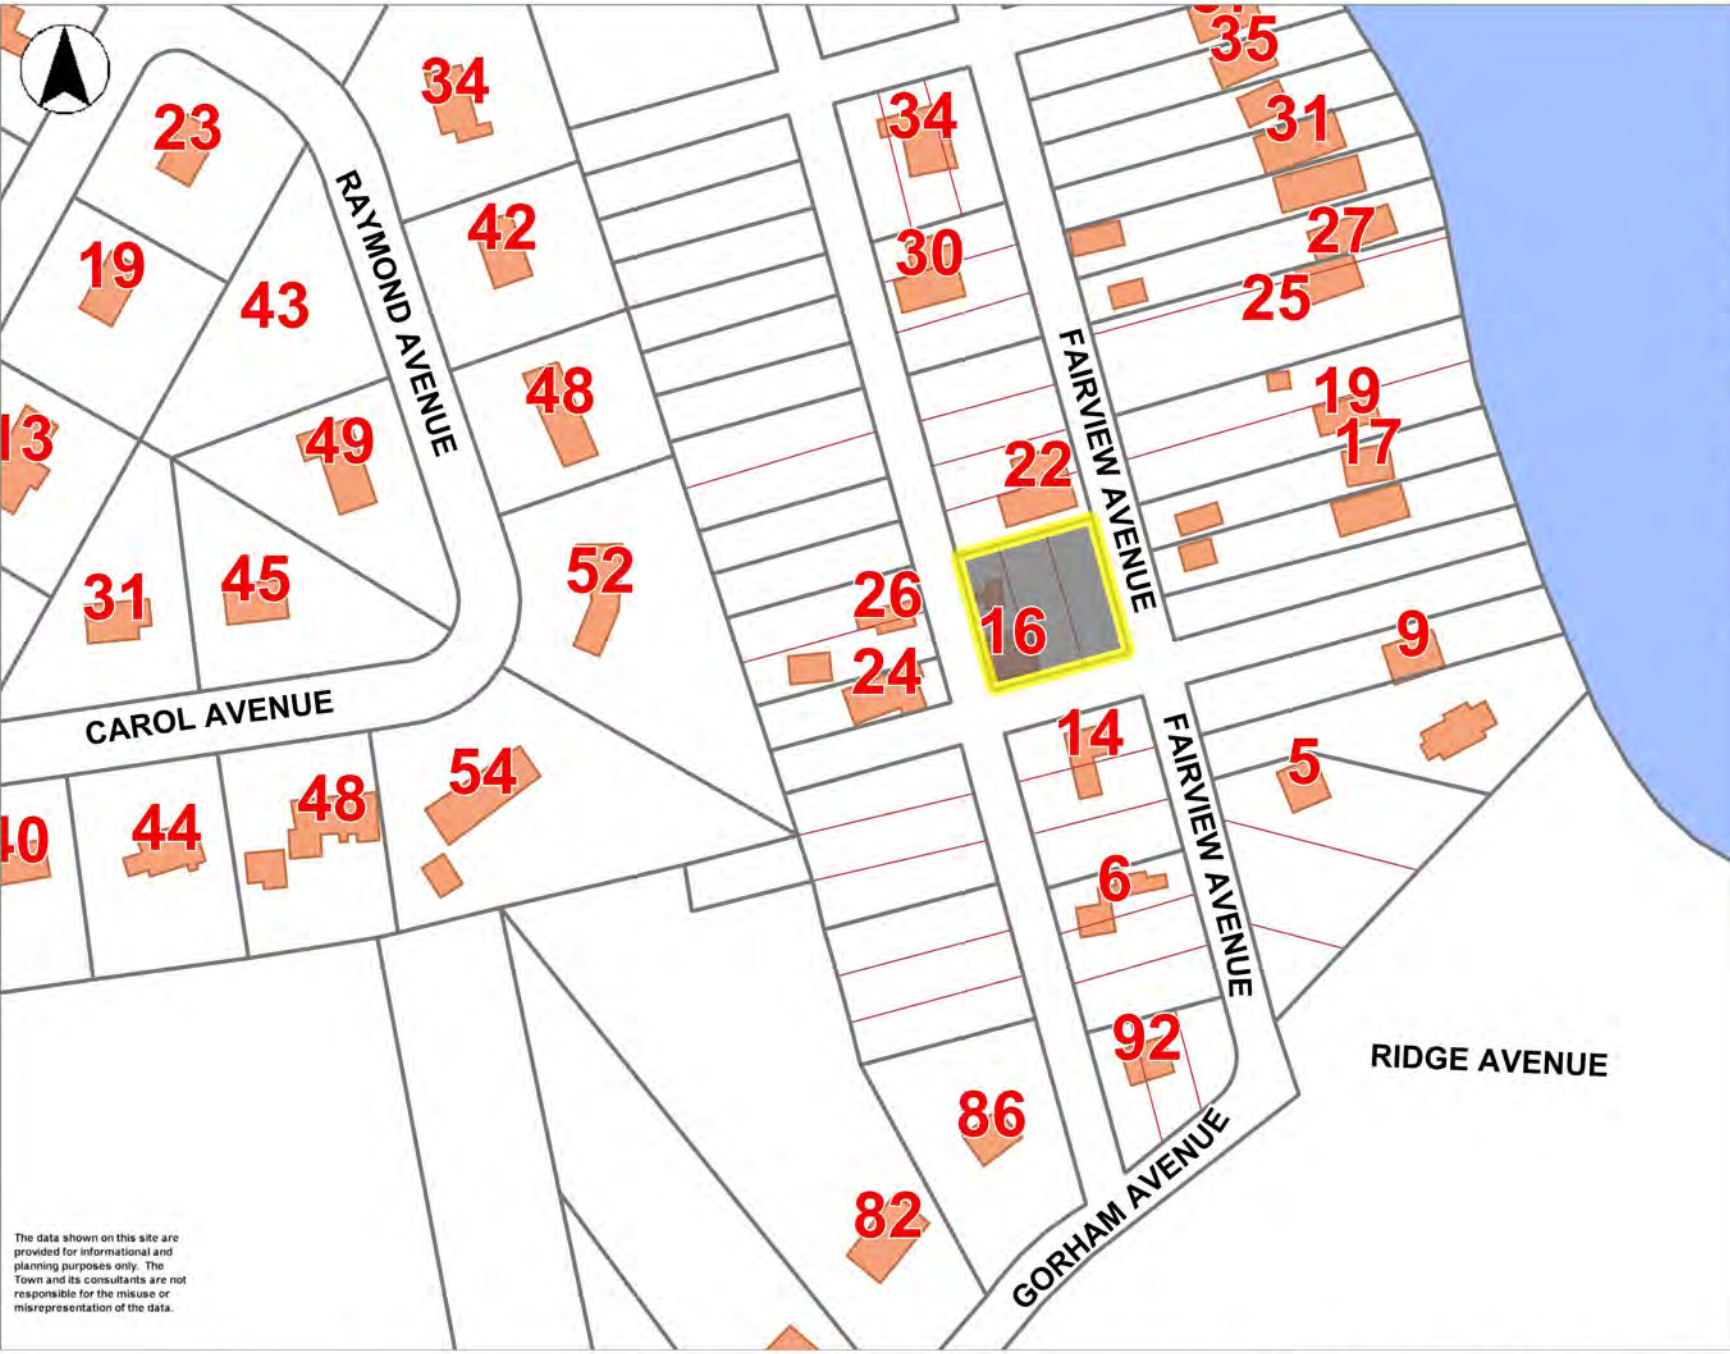 35
34
34
23
31
42
27
30
19
43
25
RAYMOND AVENUE
FAIRVIEW AVENUE
48
19
13
49
17
22
52
45
31
26
16
9
24
CAROL AVENUE
14
5
54
48
44
40
FAIRVIEW AVENUE
6
92
RIDGE AVENUE
86
82
GORHAM AVENUE
The data shown on this site are
provided for informational and
planning purposes only. The
Town and its consultants are not
responsible for the misuse or
misrepresentation of the data.